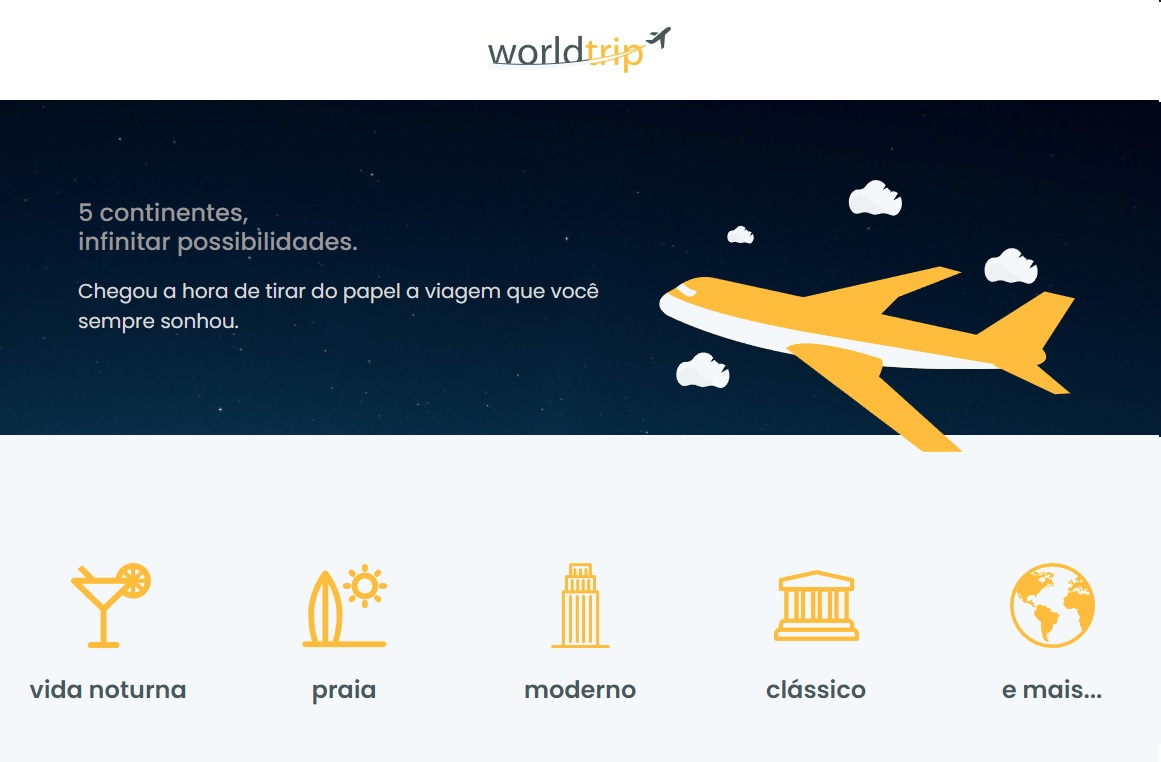 worldtrip
5 continentes,
infinitar possibilidades.
Chegou a hora de tirar do papel a viagem que você
sempre sonhou.
vida noturna
praia
moderno
clássico
e mais...